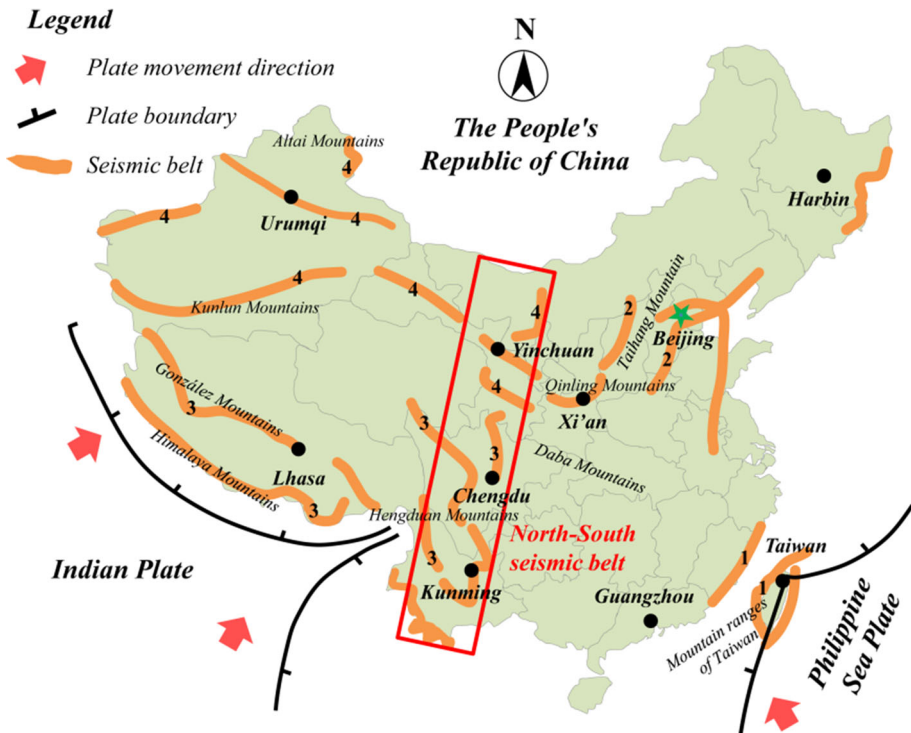 Legend
Plate movement direction
Plate boundary
Seismic belt
N
The People's
Republic of China
Altai Mountains
4
Harbin
4
Urumqi
4
4
Kunlun Mountains
4
4
2
Taihang Mountain
Beijing
2
Yinchuan
4
Qinling Mountains
Xi'an
González Mountains
3
3
3
Daba Mountains
Lhasa
Himalaya Mountains
3
Chengdu
Hengduan Mountains
North-South
seismic belt
3
Kunming
Indian Plate
1
Taiwan
1
Guangzhou
Mountain ranges
of Taiwan
Philippine
Sea Plate